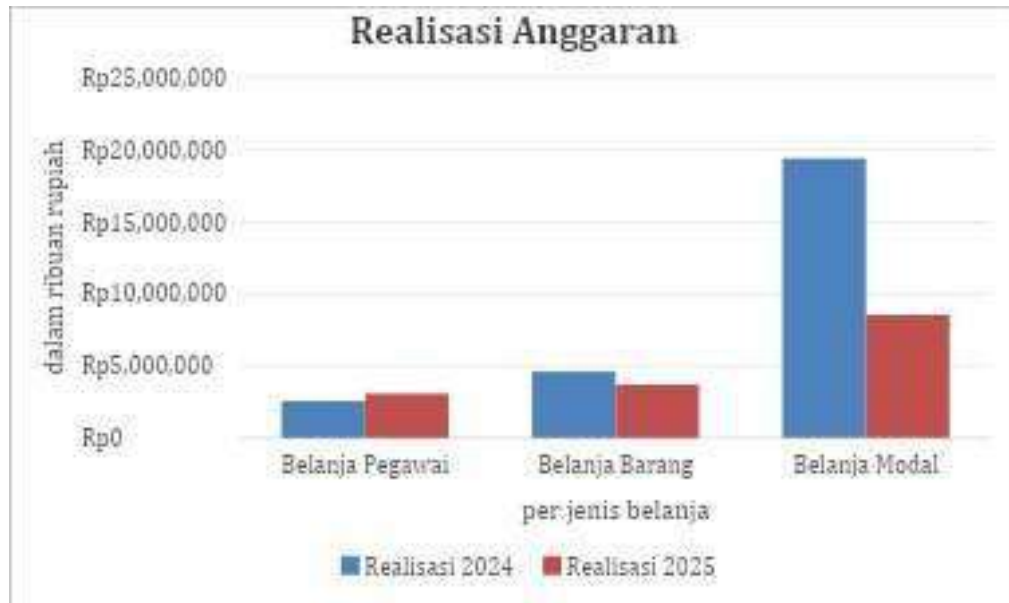 Realisasi Anggaran
Rp25,000,000
Rp20,000,000
Rp15,000,000
Rp10,000,000
Rp5,000,000
Rp0
dalam ribuan rupiah
Belanja Pegawai
Belanja Barang
Belanja Modal
per jenis belanja
Realisasi 2024
Realisasi 2025